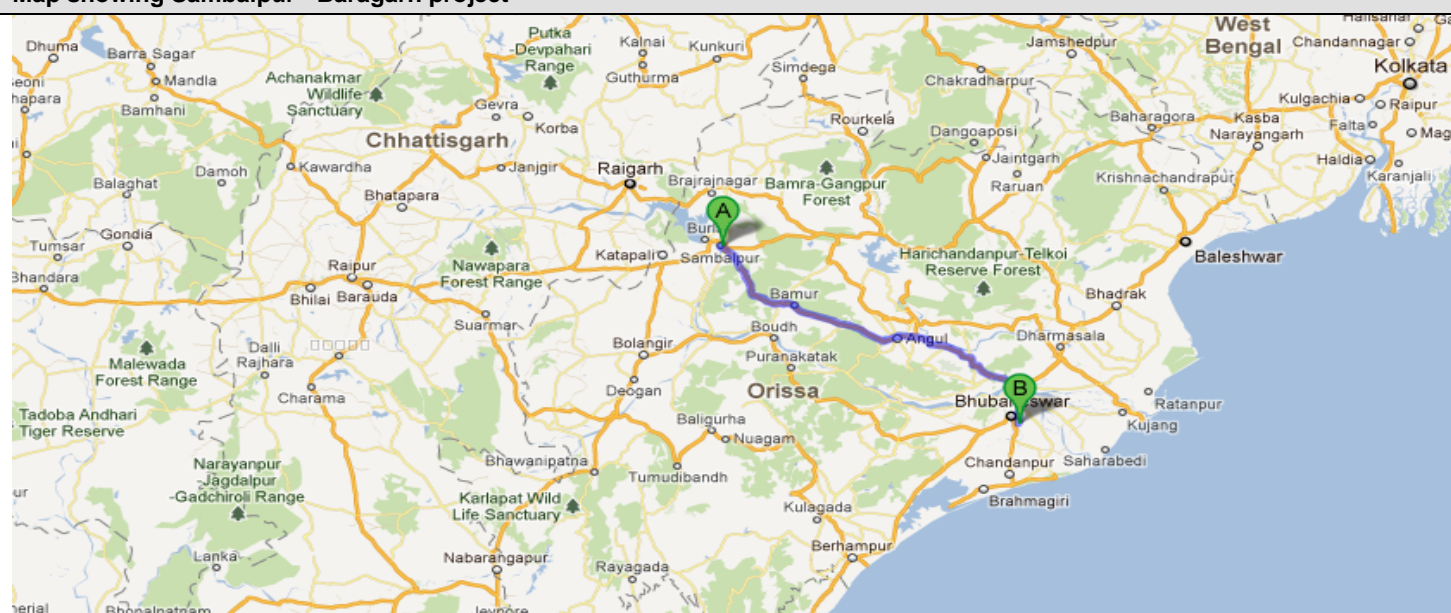 Map showing Sambalpur - Baragarh project
West
Bengal
Putka
-Devpahari
Range
Dhuma
Barra Sagar
Kalnai
Kunkuri
Jamshedpur
Chandannagar
Kolkata
Mandla
Achanakmar
Wildlife
Sanctuary
Guthurma
Simdega
Chakradharpur
Bamhani
Gevra
Korba
Rourkela
Baharagora
Kulgachia
Raipur
Kasba
Narayangarh
Falta
Mag
Dangoaposi
Chhattisgarh
Kawardha
Janjgir
Raigarh
Brajrajnagar
Bamra-Gangpur
Forest
Jaintgarh
Raruan
Krishnachandrapur
Haldia
Karanjali
Balaghat
Damoh
Bhatapara
A
Tumsar
Gondia
Katapali
Sambalpur
Harichandanpur-Telkoi
Reserve Forest
Baleshwar
Bhandara
Raipur
Bhilai
Barauda
Nawapara
Forest Range
Bamur
Bhadrak
Suarmar
Boudh
Angul
Dharmasala
Malewada
Forest Range
Dalli
Rajhara
Bolangir
Puranakatak
Charama
Deogan
Orissa
B
Bhubaneswar
Ratanpur
Kujang
Tadoba Andhari
Tiger Reserve
Baligurha
Nuagam
Narayanpur
Jagdalpur
-Gadchiroli Range
Bhawanipatna
Tumudibandh
Chandanpur
Saharabedi
Karlapat Wild
Life Sanctuary
Kulagada
Brahmagiri
Lanka
Nabarangapur
Rayagada
Berhampur
Bhopalpatnam
Jeypore